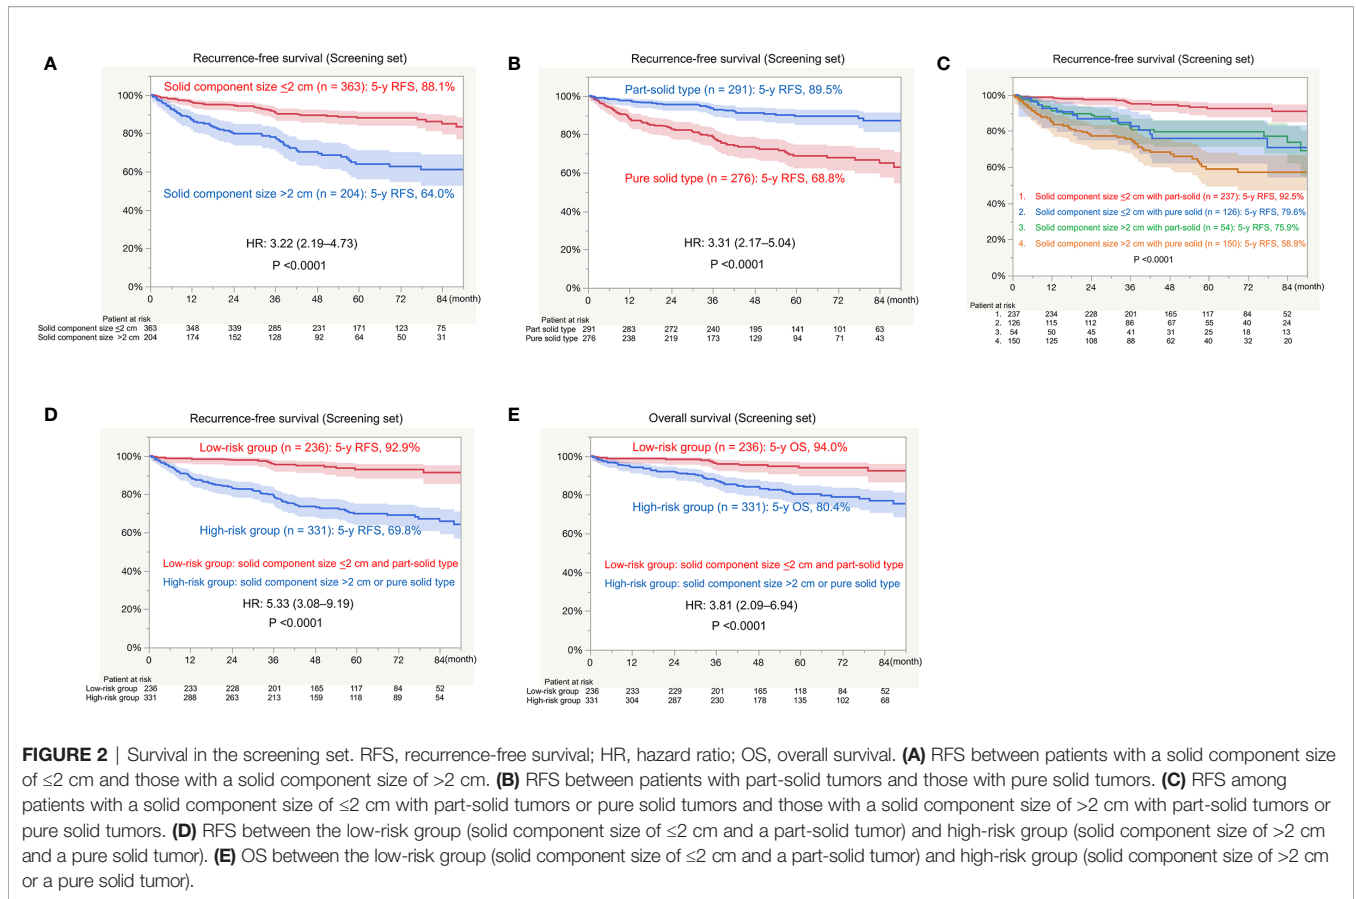 A
Recurrence-free survival (Screening set)
Solid component size ≤2 cm (n = 363): 5-y RFS, 88.1%
100%
80%
60%
40%
20%
0%
Solid component size >2 cm (n = 204): 5-y RFS, 64.0%
HR: 3.22 (2.19–4.73)
P <0.0001
0 12 24 36 48 60 72 84 (month)
Patient at risk
Solid component size ≤2 cm 363 348 339 285 231 171 123 75
Solid component size >2 cm 204 174 152 128 92 64 50 31
B
Recurrence-free survival (Screening set)
Part-solid type (n = 291): 5-y RFS, 89.5%
100%
80%
60%
40%
20%
0%
Pure solid type (n = 276): 5-y RFS, 68.8%
HR: 3.31 (2.17–5.04)
P <0.0001
0 12 24 36 48 60 72 84 (month)
Patient at risk
Part solid type 291 283 272 240 195 141 101 63
Pure solid type 276 238 219 173 129 94 71 43
C
Recurrence-free survival (Screening set)
100%
80%
60%
40%
20%
0%
1. Solid component size ≤2 cm with part-solid (n = 237): 5-y RFS, 92.5%
2. Solid component size ≤2 cm with pure solid (n = 126): 5-y RFS, 79.6%
3. Solid component size >2 cm with part-solid (n = 54): 5-y RFS, 75.9%
4. Solid component size >2 cm with pure solid (n = 150): 5-y RFS, 58.9%
P <0.0001
0 12 24 36 48 60 72 84 (month)
Patient at risk
1. 237 234 228 201 165 117 84 52
2. 126 115 112 86 67 55 40 24
3. 54 50 45 41 31 25 18 13
4. 150 125 108 88 62 40 32 20
D
Recurrence-free survival (Screening set)
Low-risk group (n = 236): 5-y RFS, 92.9%
100%
80%
60%
40%
20%
0%
High-risk group (n = 331): 5-y RFS, 69.8%
Low-risk group: solid component size ≤2 cm and part-solid type
High-risk group: solid component size >2 cm or pure solid type
HR: 5.33 (3.08–9.19)
P <0.0001
0 12 24 36 48 60 72 84 (month)
Patient at risk
Low-risk group 236 233 228 201 165 117 84 52
High-risk group 331 288 263 213 159 118 89 54
E
Overall survival (Screening set)
Low-risk group (n = 236): 5-y OS, 94.0%
100%
80%
60%
40%
20%
0%
High-risk group (n = 331): 5-y OS, 80.4%
Low-risk group: solid component size ≤2 cm and part-solid type
High-risk group: solid component size >2 cm or pure solid type
HR: 3.81 (2.09–6.94)
P <0.0001
0 12 24 36 48 60 72 84 (month)
Patient at risk
Low-risk group 236 233 229 201 165 118 84 52
High-risk group 331 304 287 230 178 135 102 68
FIGURE 2 | Survival in the screening set. RFS, recurrence-free survival; HR, hazard ratio; OS, overall survival. (A) RFS between patients with a solid component size
of ≤2 cm and those with a solid component size of >2 cm. (B) RFS between patients with part-solid tumors and those with pure solid tumors. (C) RFS among
patients with a solid component size of ≤2 cm with part-solid tumors or pure solid tumors and those with a solid component size of >2 cm with part-solid tumors or
pure solid tumors. (D) RFS between the low-risk group (solid component size of ≤2 cm and a part-solid tumor) and high-risk group (solid component size of >2 cm
and a pure solid tumor). (E) OS between the low-risk group (solid component size of ≤2 cm and a part-solid tumor) and high-risk group (solid component size of >2 cm
or a pure solid tumor).